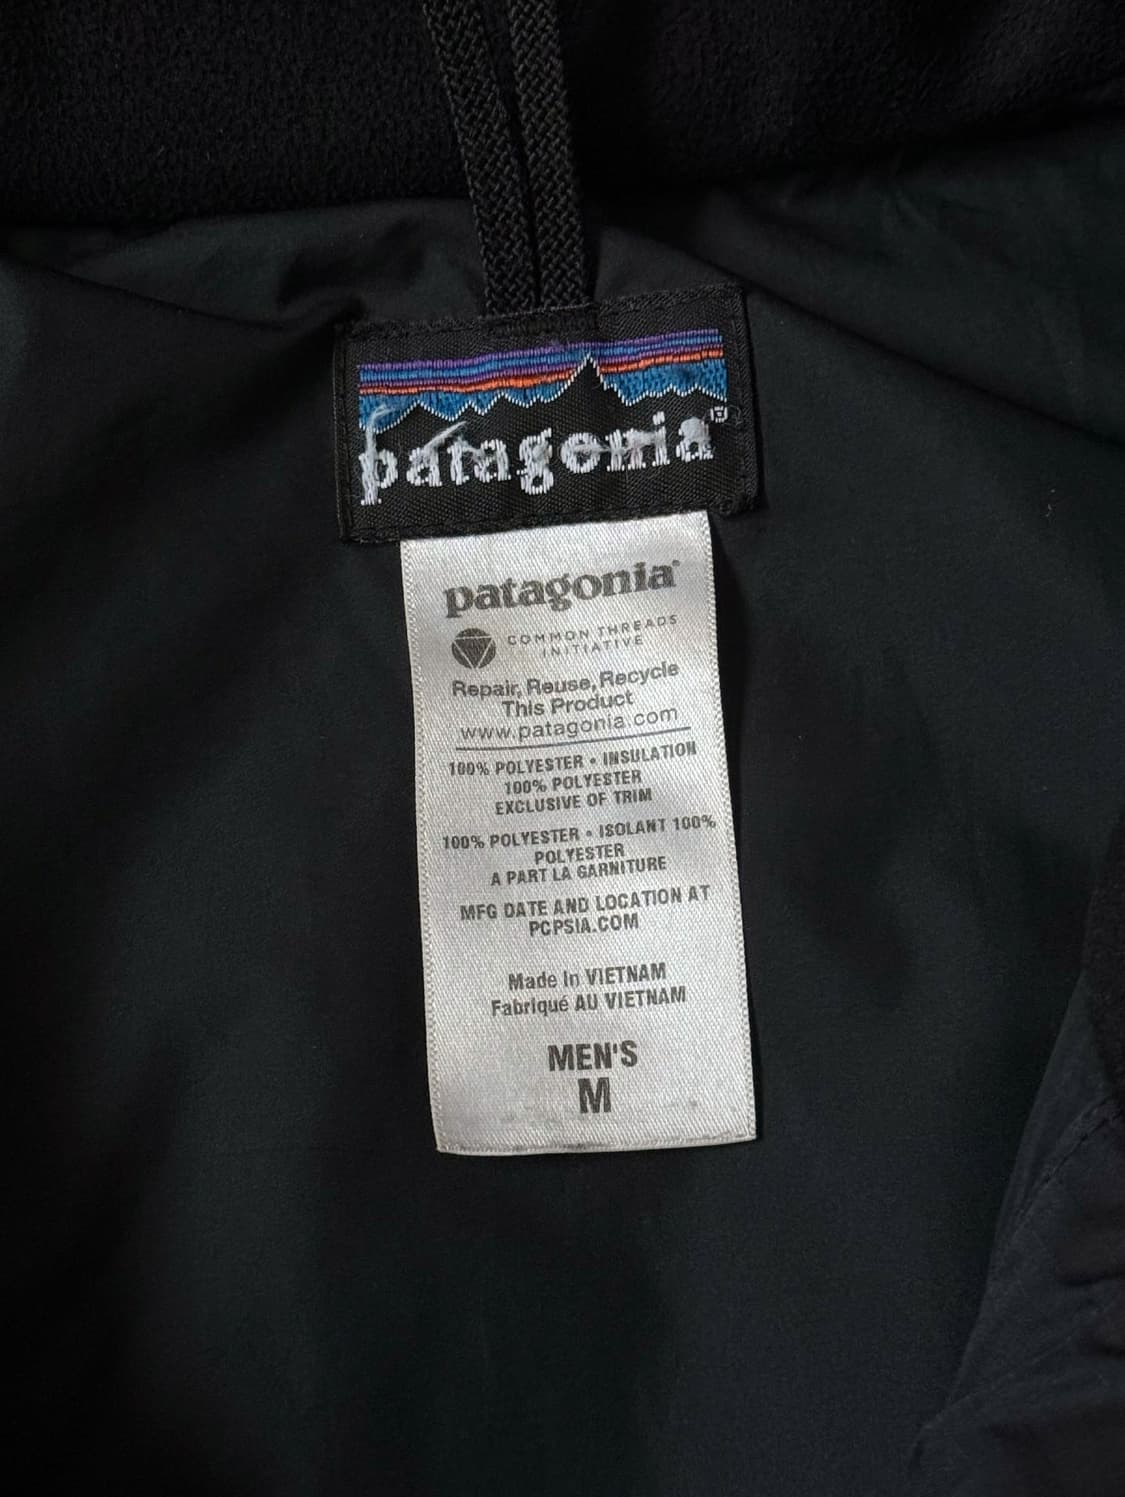 patagonia®
patagonia®
COMMON THREADS
INITIATIVE
Repair, Reuse, Recycle
This Product
www.patagonia.com
100% POLYESTER • INSULATION
100% POLYESTER
EXCLUSIVE OF TRIM
100% POLYESTER • ISOLANT 100%
POLYESTER
A PART LA GARNITURE
MFG DATE AND LOCATION AT
PCPSIA.COM
Made In VIETNAM
Fabriqué AU VIETNAM
MEN'S
M